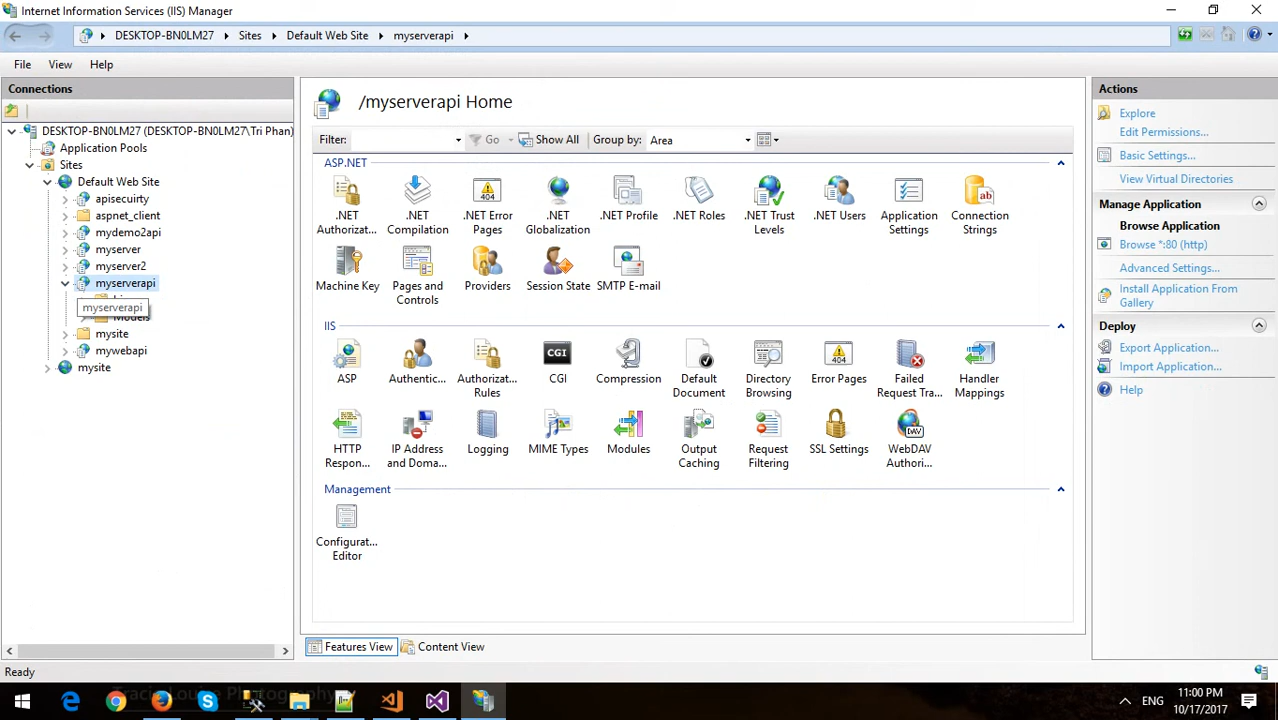 Internet Information Services (IIS) Manager
DESKTOP-BN0LM27
Sites
Default Web Site
myserverapi
File
View
Help
Connections
DESKTOP-BN0LM27 (DESKTOP-BN0LM27\Tri Phan)
Application Pools
Sites
Default Web Site
apisecuirty
aspnet_client
mydemo2api
myserver
myserver2
myserverapi
myserverapi
Models
mysite
mywebapi
mysite
/myserverapi Home
Filter:
Go
Show All
Group by:
Area
ASP.NET
.NET Authorizat...
.NET Compilation
.NET Error Pages
.NET Globalization
.NET Profile
.NET Roles
.NET Trust Levels
.NET Users
Application Settings
Connection Strings
Machine Key
Pages and Controls
Providers
Session State
SMTP E-mail
IIS
ASP
Authentic...
Authorizat... Rules
CGI
Compression
Default Document
Directory Browsing
Error Pages
Failed Request Tra...
Handler Mappings
HTTP Respon...
IP Address and Doma...
Logging
MIME Types
Modules
Output Caching
Request Filtering
SSL Settings
WebDAV Authori...
Management
Configurat... Editor
Features View
Content View
Actions
Explore
Edit Permissions...
Basic Settings...
View Virtual Directories
Manage Application
Browse Application
Browse *:80 (http)
Advanced Settings...
Install Application From
Gallery
Deploy
Export Application...
Import Application...
Help
Ready
ENG
11:00 PM
10/17/2017